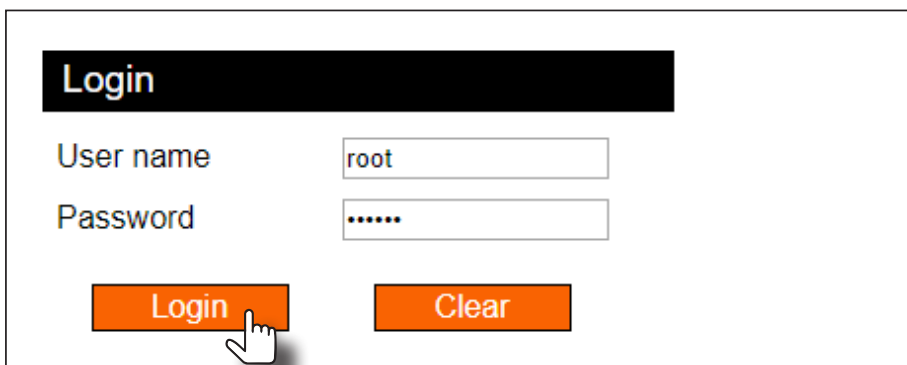 Login
User name root
Password ••••••
Login Clear